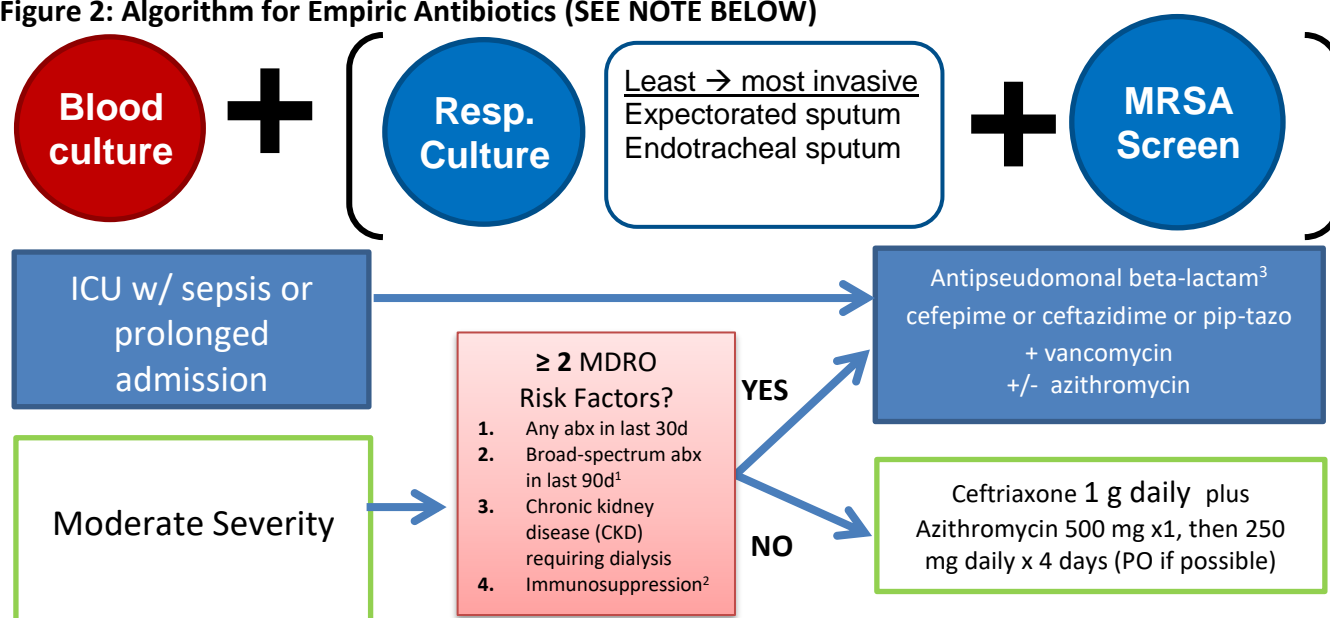 Figure 2: Algorithm for Empiric Antibiotics (SEE NOTE BELOW)
Blood
culture
+
Resp.
Culture
Least → most invasive
Expectorated sputum
Endotracheal sputum
+
MRSA
Screen
ICU w/ sepsis or
prolonged
admission
Antipseudomonal beta-lactam³
cefepime or ceftazidime or pip-tazo
+ vancomycin
+/- azithromycin
≥ 2 MDRO
Risk Factors?
1. Any abx in last 30d
2. Broad-spectrum abx
in last 90d¹
3. Chronic kidney
disease (CKD)
requiring dialysis
4. Immunosuppression²
YES
NO
Moderate Severity
Ceftriaxone 1 g daily plus
Azithromycin 500 mg x1, then 250
mg daily x 4 days (PO if possible)